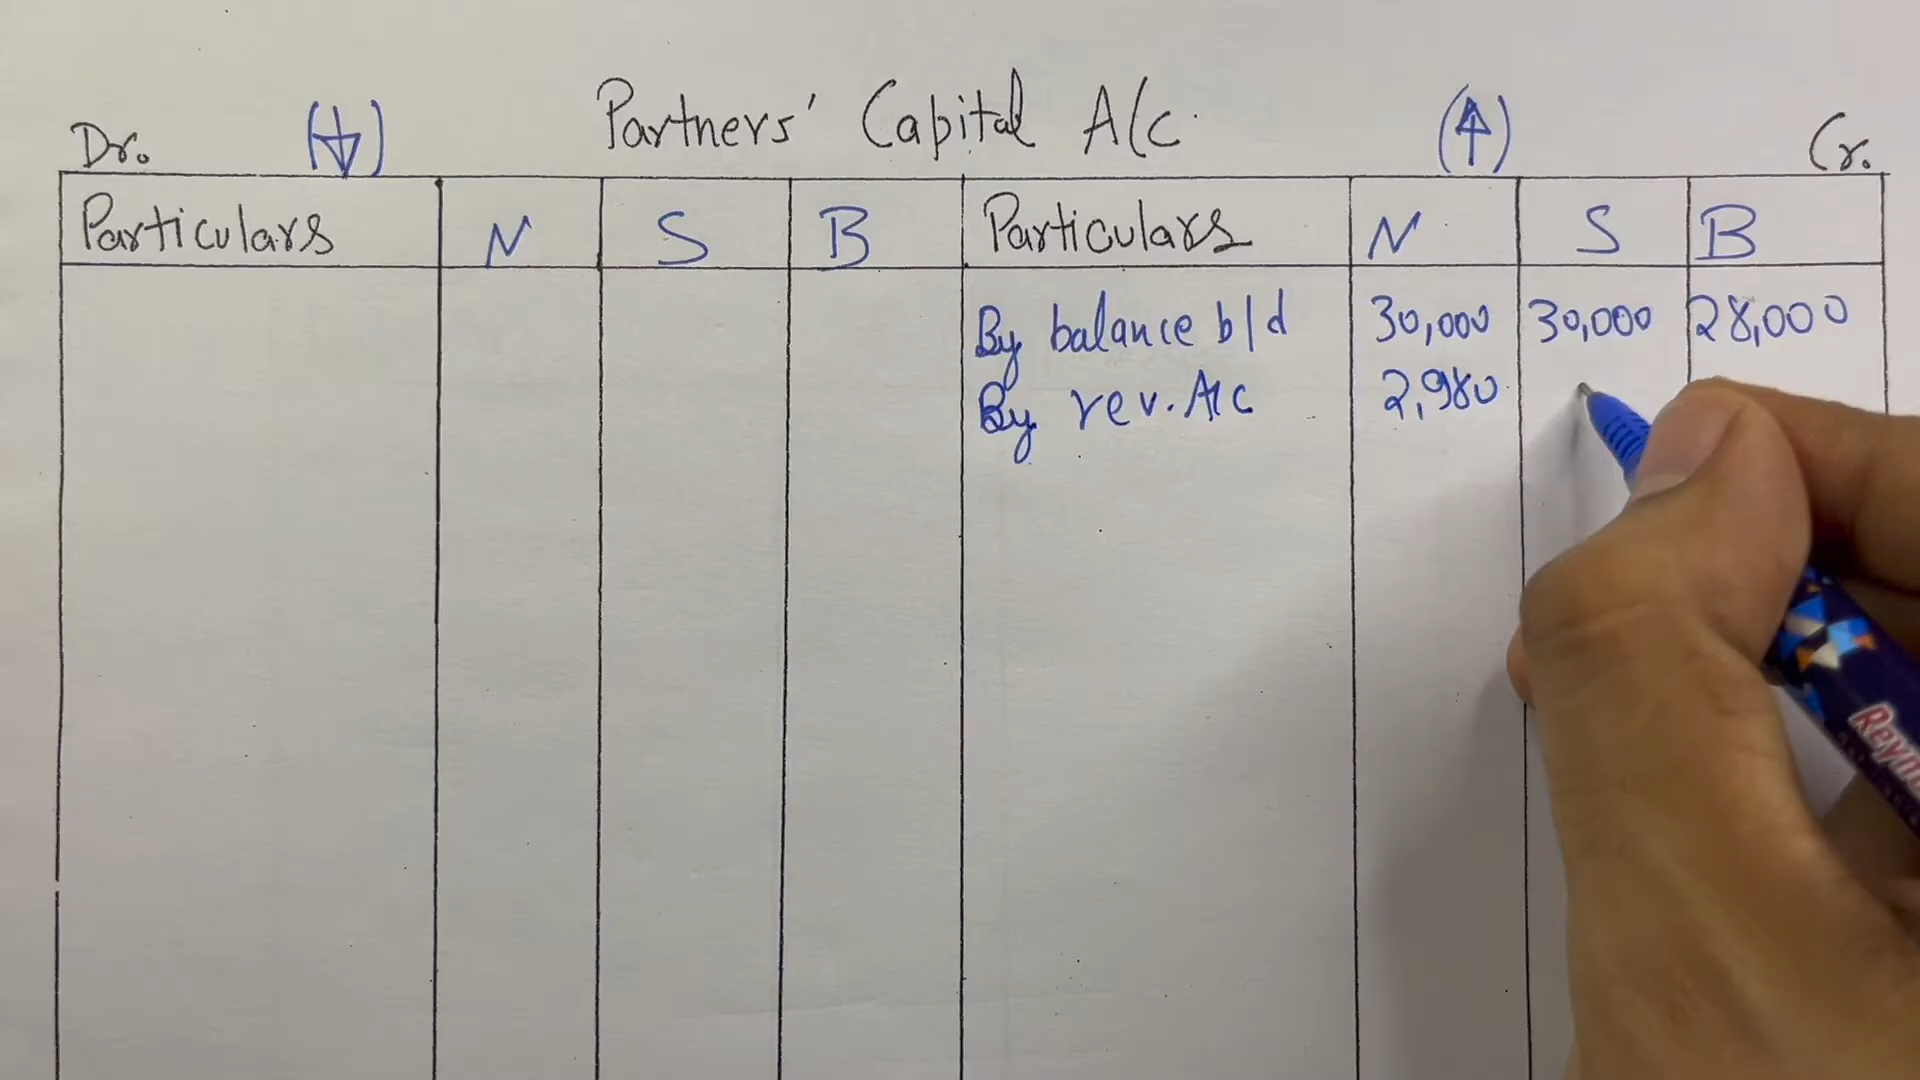 Partners' Capital A/c.
Dr. (↓) (↑) Cr.
Particulars N S B Particulars N S B
By balance b/d 30,000 30,000 28,000
By rev. A/c 2,980